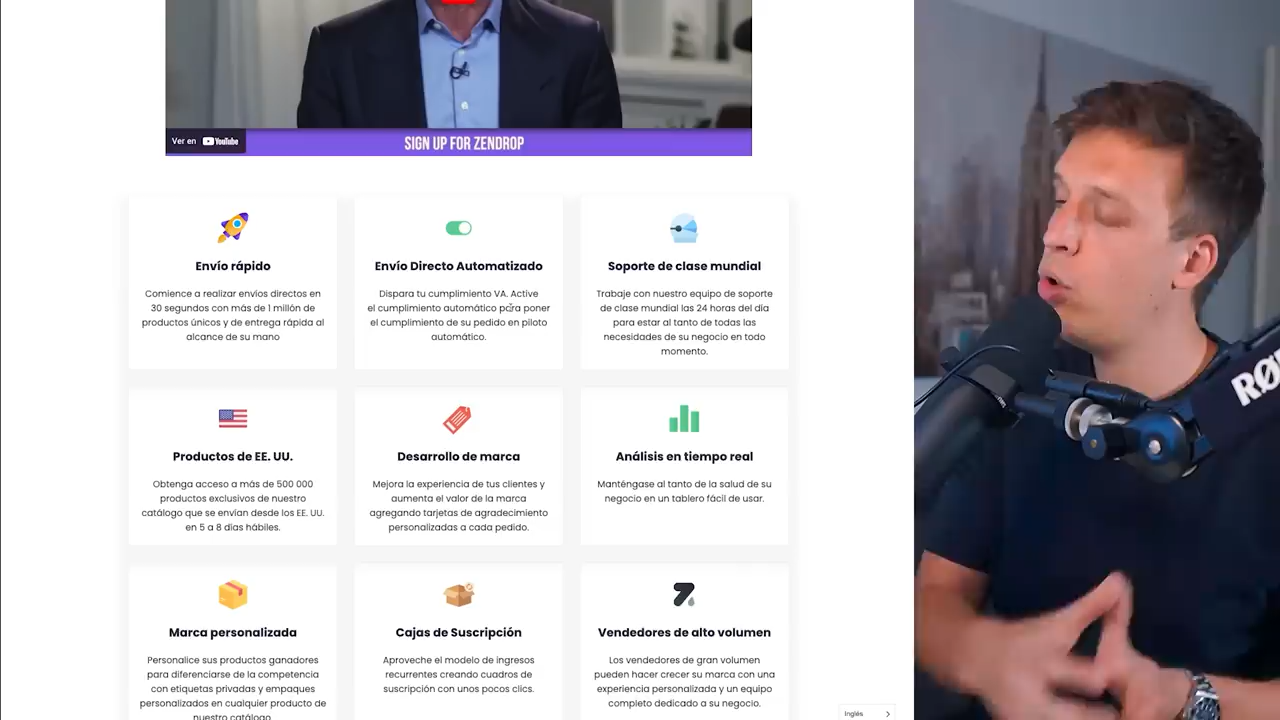 Ver en YouTube
SIGN UP FOR ZENDROP
Envío rápido
Comience a realizar envíos directos en
30 segundos con más de 1 millón de
productos únicos y de entrega rápida al
alcance de su mano
Envío Directo Automatizado
Dispara tu cumplimiento VA. Active
el cumplimiento automático para poner
el cumplimiento de su pedido en piloto
automático.
Soporte de clase mundial
Trabaje con nuestro equipo de soporte
de clase mundial las 24 horas del día
para estar al tanto de todas las
necesidades de su negocio en todo
momento.
Productos de EE. UU.
Obtenga acceso a más de 500 000
productos exclusivos de nuestro
catálogo que se envían desde los EE. UU.
en 5 a 8 días hábiles.
Desarrollo de marca
Mejora la experiencia de tus clientes y
aumenta el valor de la marca
agregando tarjetas de agradecimiento
personalizadas a cada pedido.
Análisis en tiempo real
Manténgase al tanto de la salud de su
negocio en un tablero fácil de usar.
Marca personalizada
Personalice sus productos ganadores
para diferenciarse de la competencia
con etiquetas privadas y empaques
personalizados en cualquier producto de
nuestro catálogo
Cajas de Suscripción
Aproveche el modelo de ingresos
recurrentes creando cuadros de
suscripción con unos pocos clics.
Vendedores de alto volumen
Los vendedores de gran volumen
pueden hacer crecer su marca con una
experiencia personalizada y un equipo
completo dedicado a su negocio.
Inglés
RØ